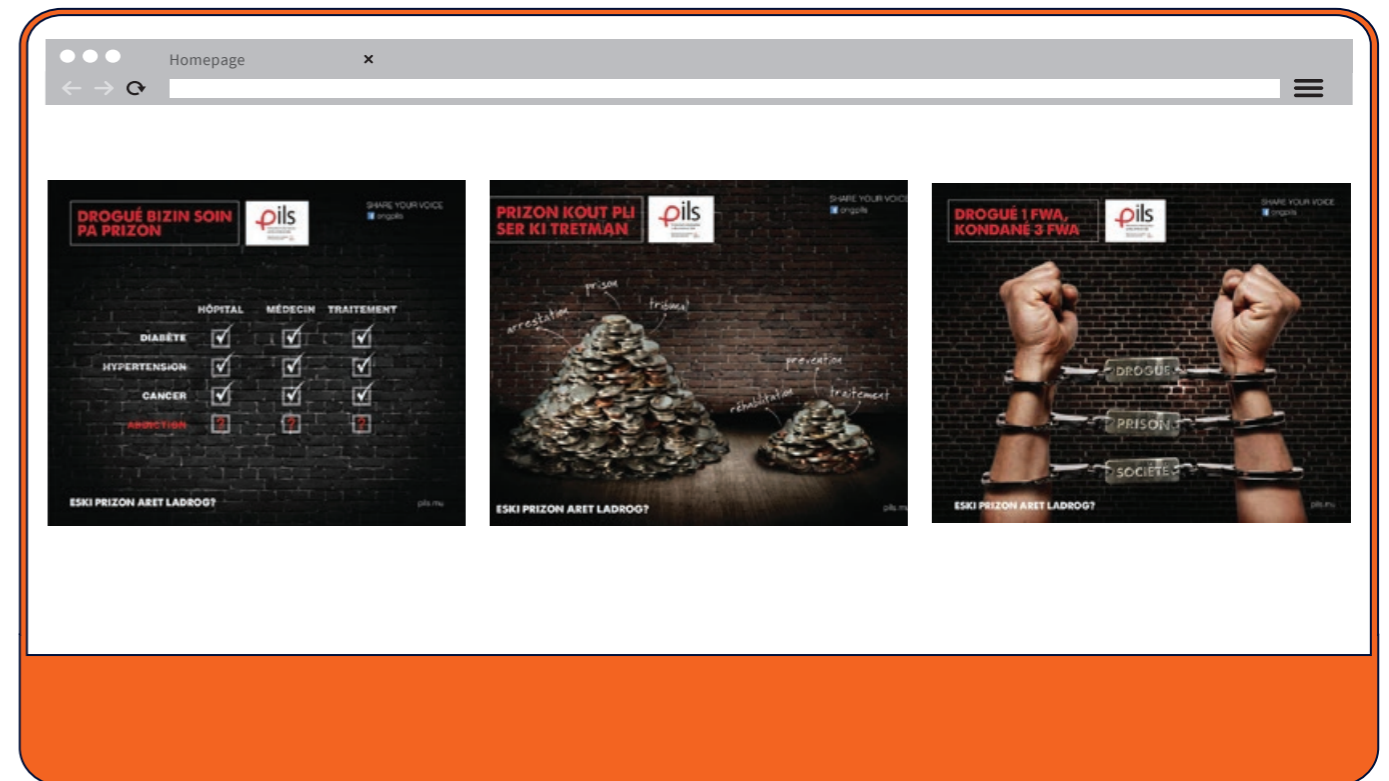 Homepage
DROGUÉ BIZIN SOIN
PA PRIZON
pils
SHARE YOUR VOICE
ongpils
HÔPITAL MÉDECIN TRAITEMENT
DIABÈTE
HYPERTENSION
CANCER
ADDICTION ? ? ?
ESKI PRIZON ARET LADROG?
pils.mu
PRIZON KOUT PLI
SER KI TRETMAN
pils
SHARE YOUR VOICE
ongpils
prison
tribunal
arrestation
prevention
réhabilitation
traitement
ESKI PRIZON ARET LADROG?
DROGUÉ 1 FWA,
KONDANÉ 3 FWA
pils
SHARE YOUR VOICE
ongpils
DROGUE
PRISON
SOCIÉTÉ
ESKI PRIZON ARET LADROG?
pils.mu